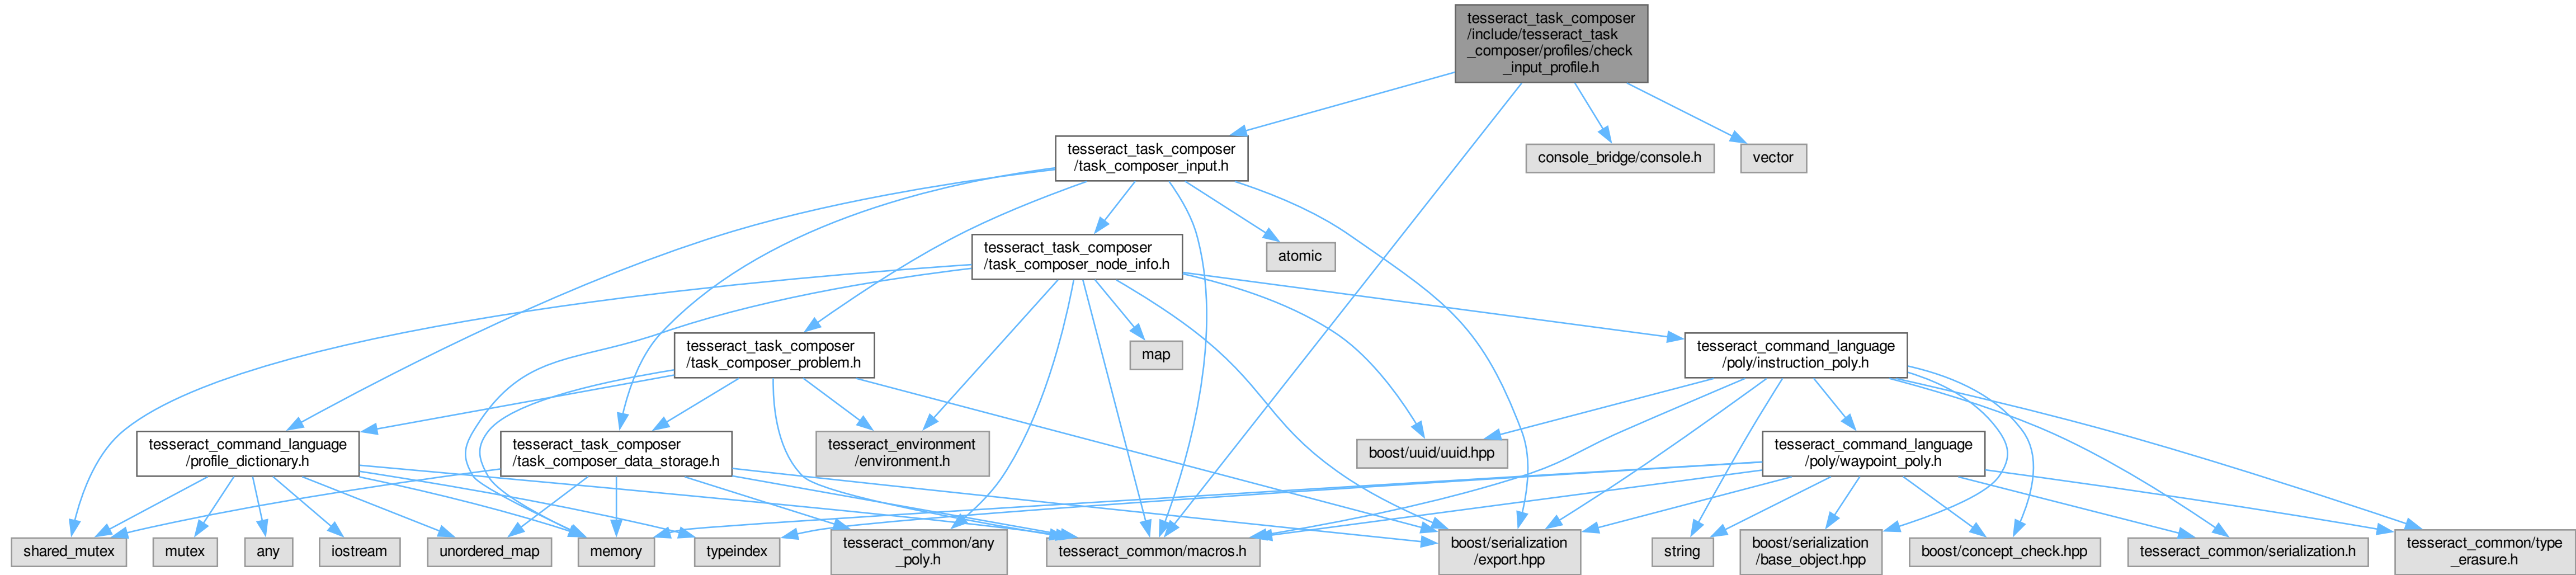 tesseract_task_composer
/include/tesseract_task
_composer/profiles/check
_input_profile.h
tesseract_task_composer
/task_composer_input.h
console_bridge/console.h
vector
tesseract_task_composer
/task_composer_node_info.h
atomic
tesseract_task_composer
/task_composer_problem.h
map
tesseract_command_language
/poly/instruction_poly.h
tesseract_command_language
/profile_dictionary.h
tesseract_task_composer
/task_composer_data_storage.h
tesseract_environment
/environment.h
boost/uuid/uuid.hpp
tesseract_command_language
/poly/waypoint_poly.h
shared_mutex
mutex
any
iostream
unordered_map
memory
typeindex
tesseract_common/any
_poly.h
tesseract_common/macros.h
boost/serialization
/export.hpp
string
boost/serialization
/base_object.hpp
boost/concept_check.hpp
tesseract_common/serialization.h
tesseract_common/type
_erasure.h